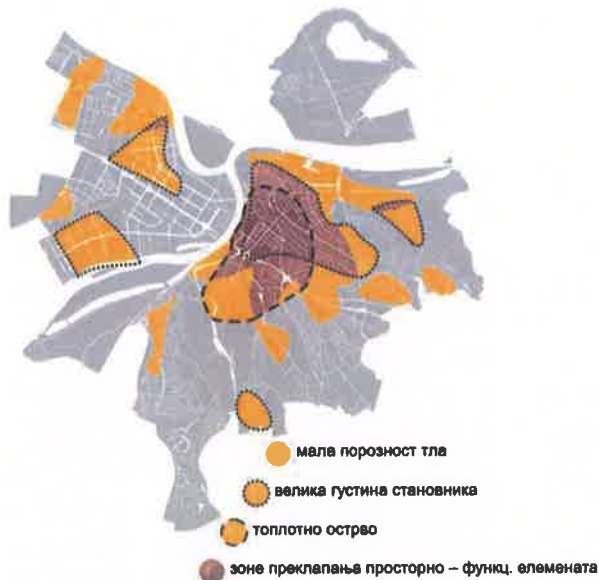 мала порозност тла
велика густина становника
топлотно острво
зоне преклапања просторно – функц. елемената